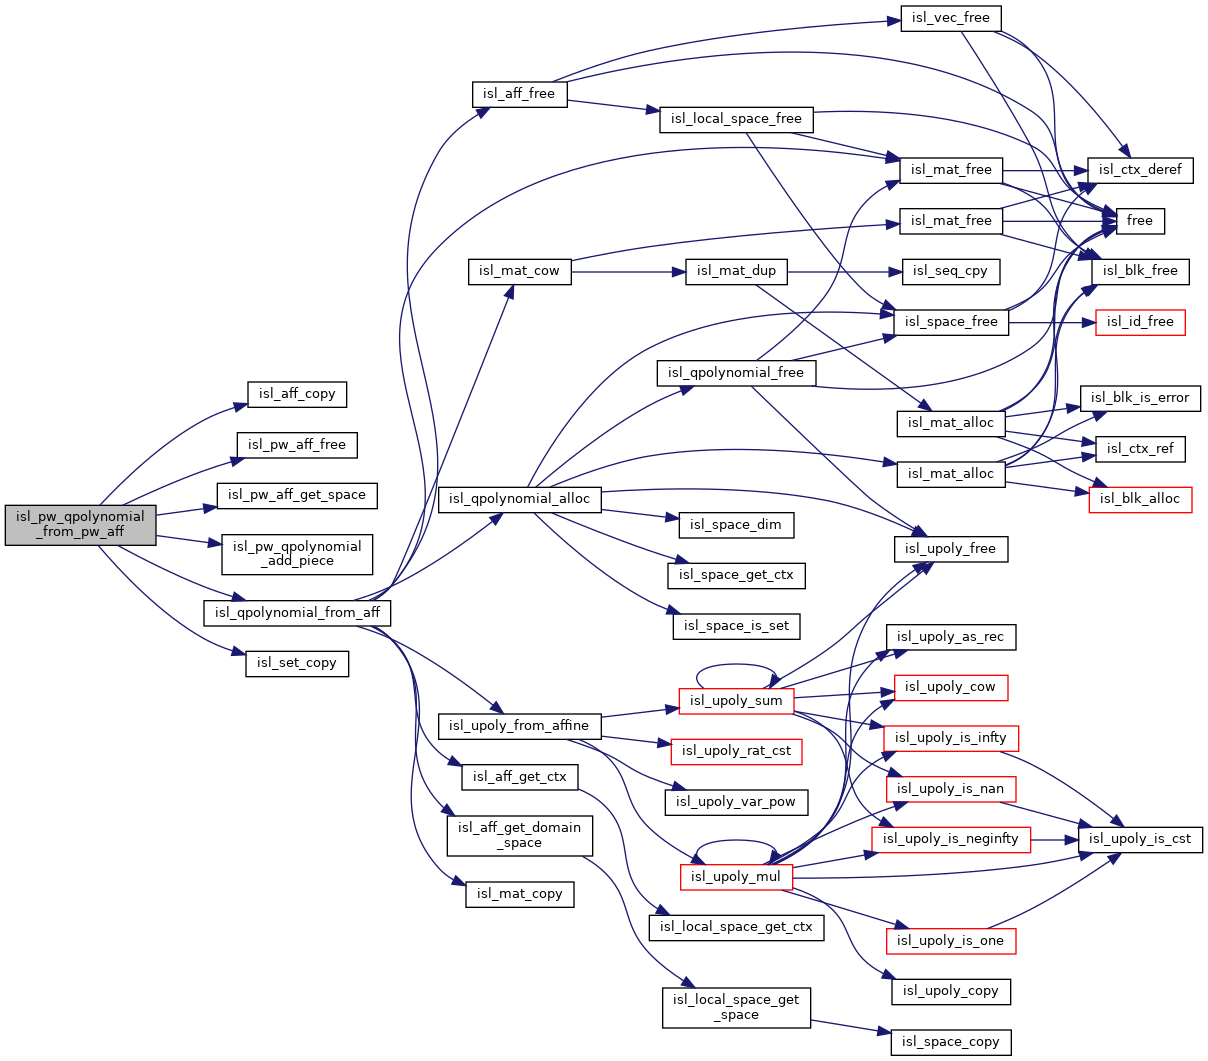 isl_pw_qpolynomial
_from_pw_aff
isl_aff_copy
isl_pw_aff_free
isl_pw_aff_get_space
isl_pw_qpolynomial
_add_piece
isl_qpolynomial_from_aff
isl_set_copy
isl_aff_free
isl_mat_cow
isl_qpolynomial_alloc
isl_upoly_from_affine
isl_aff_get_ctx
isl_aff_get_domain
_space
isl_mat_copy
isl_local_space_free
isl_mat_dup
isl_qpolynomial_free
isl_space_dim
isl_space_get_ctx
isl_space_is_set
isl_upoly_sum
isl_upoly_rat_cst
isl_upoly_var_pow
isl_upoly_mul
isl_local_space_get_ctx
isl_local_space_get
_space
isl_vec_free
isl_mat_free
isl_mat_free
isl_seq_cpy
isl_space_free
isl_mat_alloc
isl_mat_alloc
isl_upoly_free
isl_upoly_as_rec
isl_upoly_cow
isl_upoly_is_infty
isl_upoly_is_nan
isl_upoly_is_neginfty
isl_upoly_is_one
isl_upoly_copy
isl_space_copy
isl_ctx_deref
free
isl_blk_free
isl_id_free
isl_blk_is_error
isl_ctx_ref
isl_blk_alloc
isl_upoly_is_cst